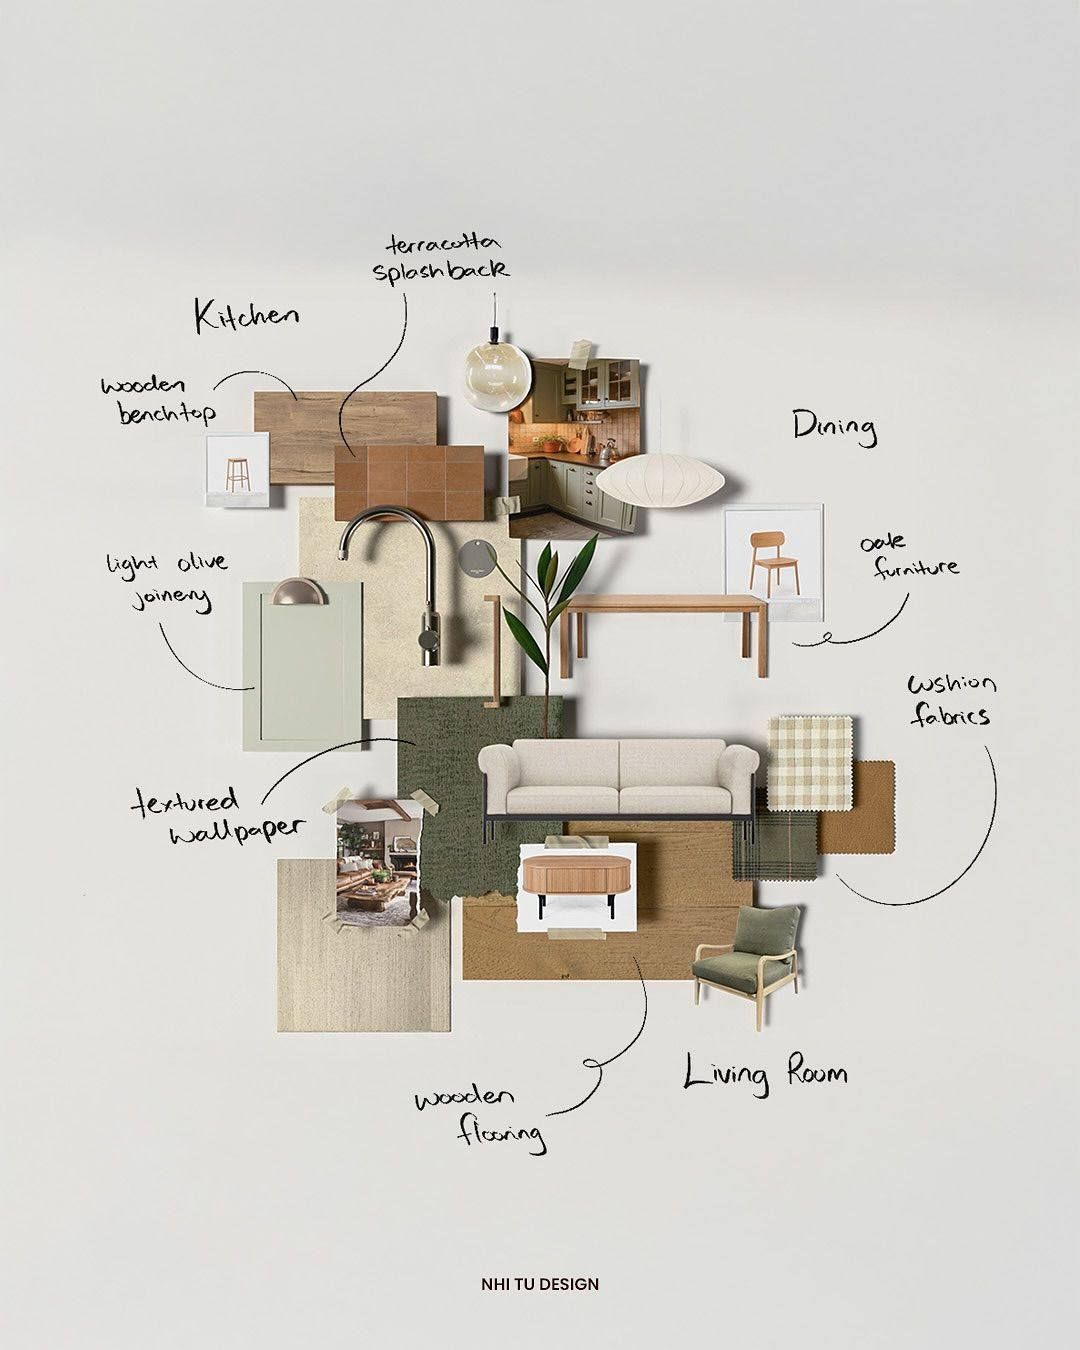 terracotta
splashback
Kitchen
wooden
benchtop
Dining
light olive
joinery
oak
furniture
cushion
fabrics
textured
wallpaper
Living Room
wooden
flooring
NHI TU DESIGN